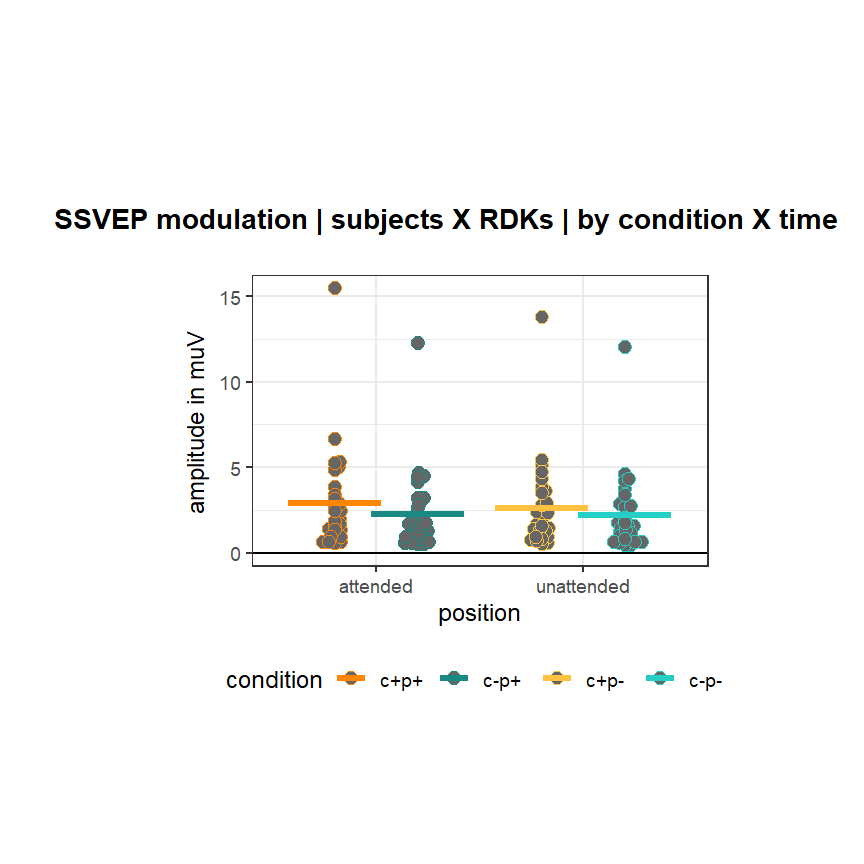 SSVEP modulation | subjects X RDKs | by condition X time
amplitude in muV
15
10
5
0
attended unattended
position
condition c+p+ c-p+ c+p- c-p-